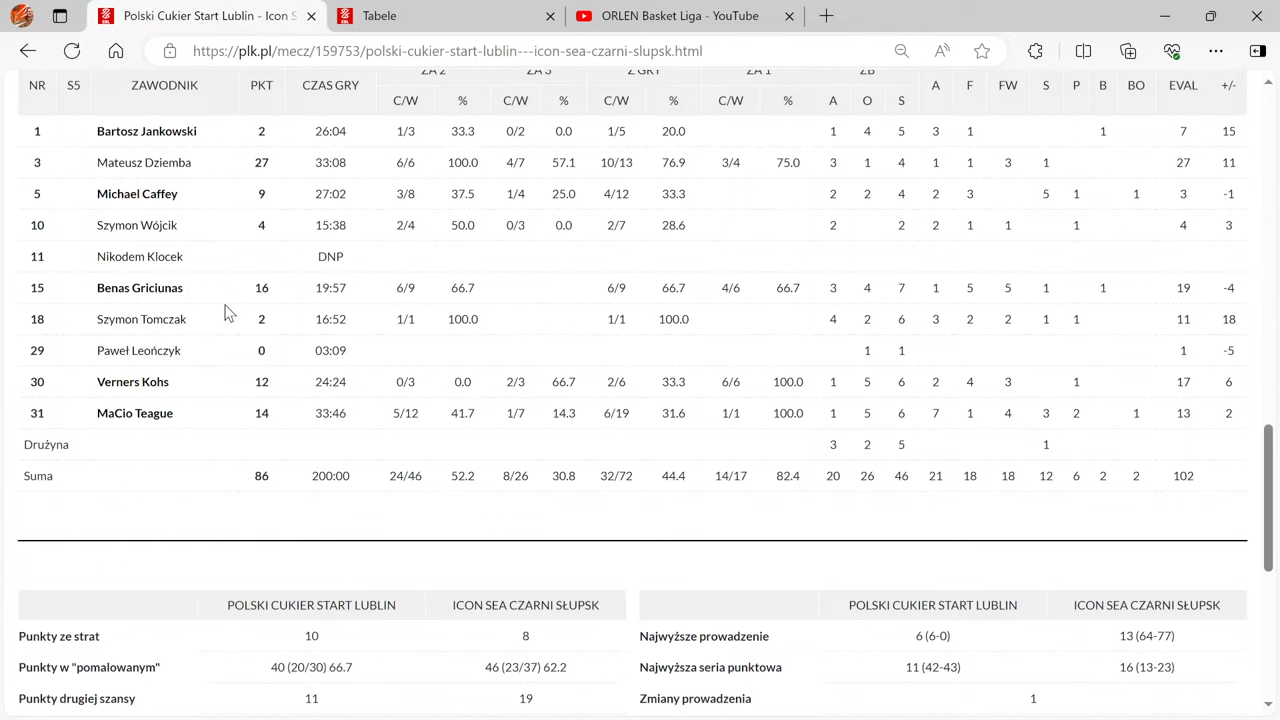 Polski Cukier Start Lublin - Icon S
Tabele
ORLEN Basket Liga - YouTube
https://plk.pl/mecz/159753/polski-cukier-start-lublin---icon-sea-czarni-slupsk.html
NR S5 ZAWODNIK PKT CZAS GRY ZA 2 ZA 3 Z GRY ZA 1 ZB A F FW S P B BO EVAL +/-
C/W % C/W % C/W % C/W % A O S
1 Bartosz Jankowski 2 26:04 1/3 33.3 0/2 0.0 1/5 20.0 1 4 5 3 1 1 7 15
3 Mateusz Dziemba 27 33:08 6/6 100.0 4/7 57.1 10/13 76.9 3/4 75.0 3 1 4 1 1 3 1 27 11
5 Michael Caffey 9 27:02 3/8 37.5 1/4 25.0 4/12 33.3 2 2 4 2 3 5 1 1 3 -1
10 Szymon Wójcik 4 15:38 2/4 50.0 0/3 0.0 2/7 28.6 2 2 2 1 1 1 4 3
11 Nikodem Klocek DNP
15 Benas Griciunas 16 19:57 6/9 66.7 6/9 66.7 4/6 66.7 3 4 7 1 5 5 1 1 19 -4
18 Szymon Tomczak 2 16:52 1/1 100.0 1/1 100.0 4 2 6 3 2 2 1 1 11 18
29 Paweł Leończyk 0 03:09 1 1 1 -5
30 Verners Kohs 12 24:24 0/3 0.0 2/3 66.7 2/6 33.3 6/6 100.0 1 5 6 2 4 3 1 17 6
31 MaCio Teague 14 33:46 5/12 41.7 1/7 14.3 6/19 31.6 1/1 100.0 1 5 6 7 1 4 3 2 1 13 2
Drużyna 3 2 5 1
Suma 86 200:00 24/46 52.2 8/26 30.8 32/72 44.4 14/17 82.4 20 26 46 21 18 18 12 6 2 2 102
POLSKI CUKIER START LUBLIN ICON SEA CZARNI SŁUPSK POLSKI CUKIER START LUBLIN ICON SEA CZARNI SŁUPSK
Punkty ze strat 10 8 Najwyższe prowadzenie 6 (6-0) 13 (64-77)
Punkty w "pomalowanym" 40 (20/30) 66.7 46 (23/37) 62.2 Najwyższa seria punktowa 11 (42-43) 16 (13-23)
Punkty drugiej szansy 11 19 Zmiany prowadzenia 1